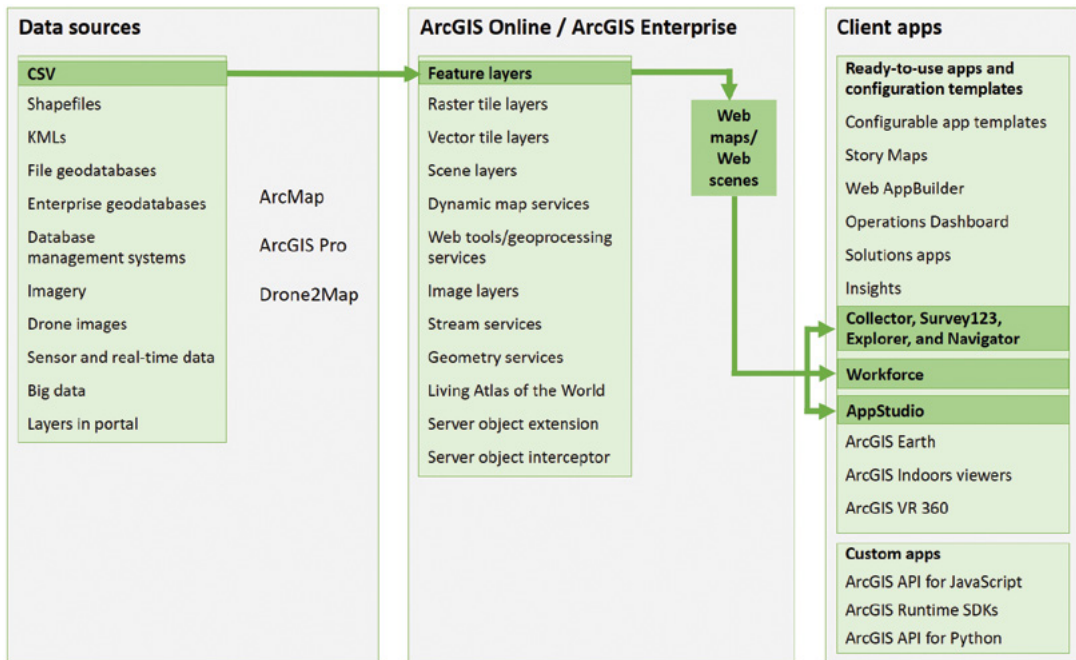 Data sources
CSV
Shapefiles
KMLs
File geodatabases
Enterprise geodatabases
Database
management systems
Imagery
Drone images
Sensor and real-time data
Big data
Layers in portal
ArcMap
ArcGIS Pro
Drone2Map
ArcGIS Online / ArcGIS Enterprise
Feature layers
Raster tile layers
Vector tile layers
Scene layers
Dynamic map services
Web tools/geoprocessing
services
Image layers
Stream services
Geometry services
Living Atlas of the World
Server object extension
Server object interceptor
Web
maps/
Web
scenes
Client apps
Ready-to-use apps and
configuration templates
Configurable app templates
Story Maps
Web AppBuilder
Operations Dashboard
Solutions apps
Insights
Collector, Survey123,
Explorer, and Navigator
Workforce
AppStudio
ArcGIS Earth
ArcGIS Indoors viewers
ArcGIS VR 360
Custom apps
ArcGIS API for JavaScript
ArcGIS Runtime SDKs
ArcGIS API for Python